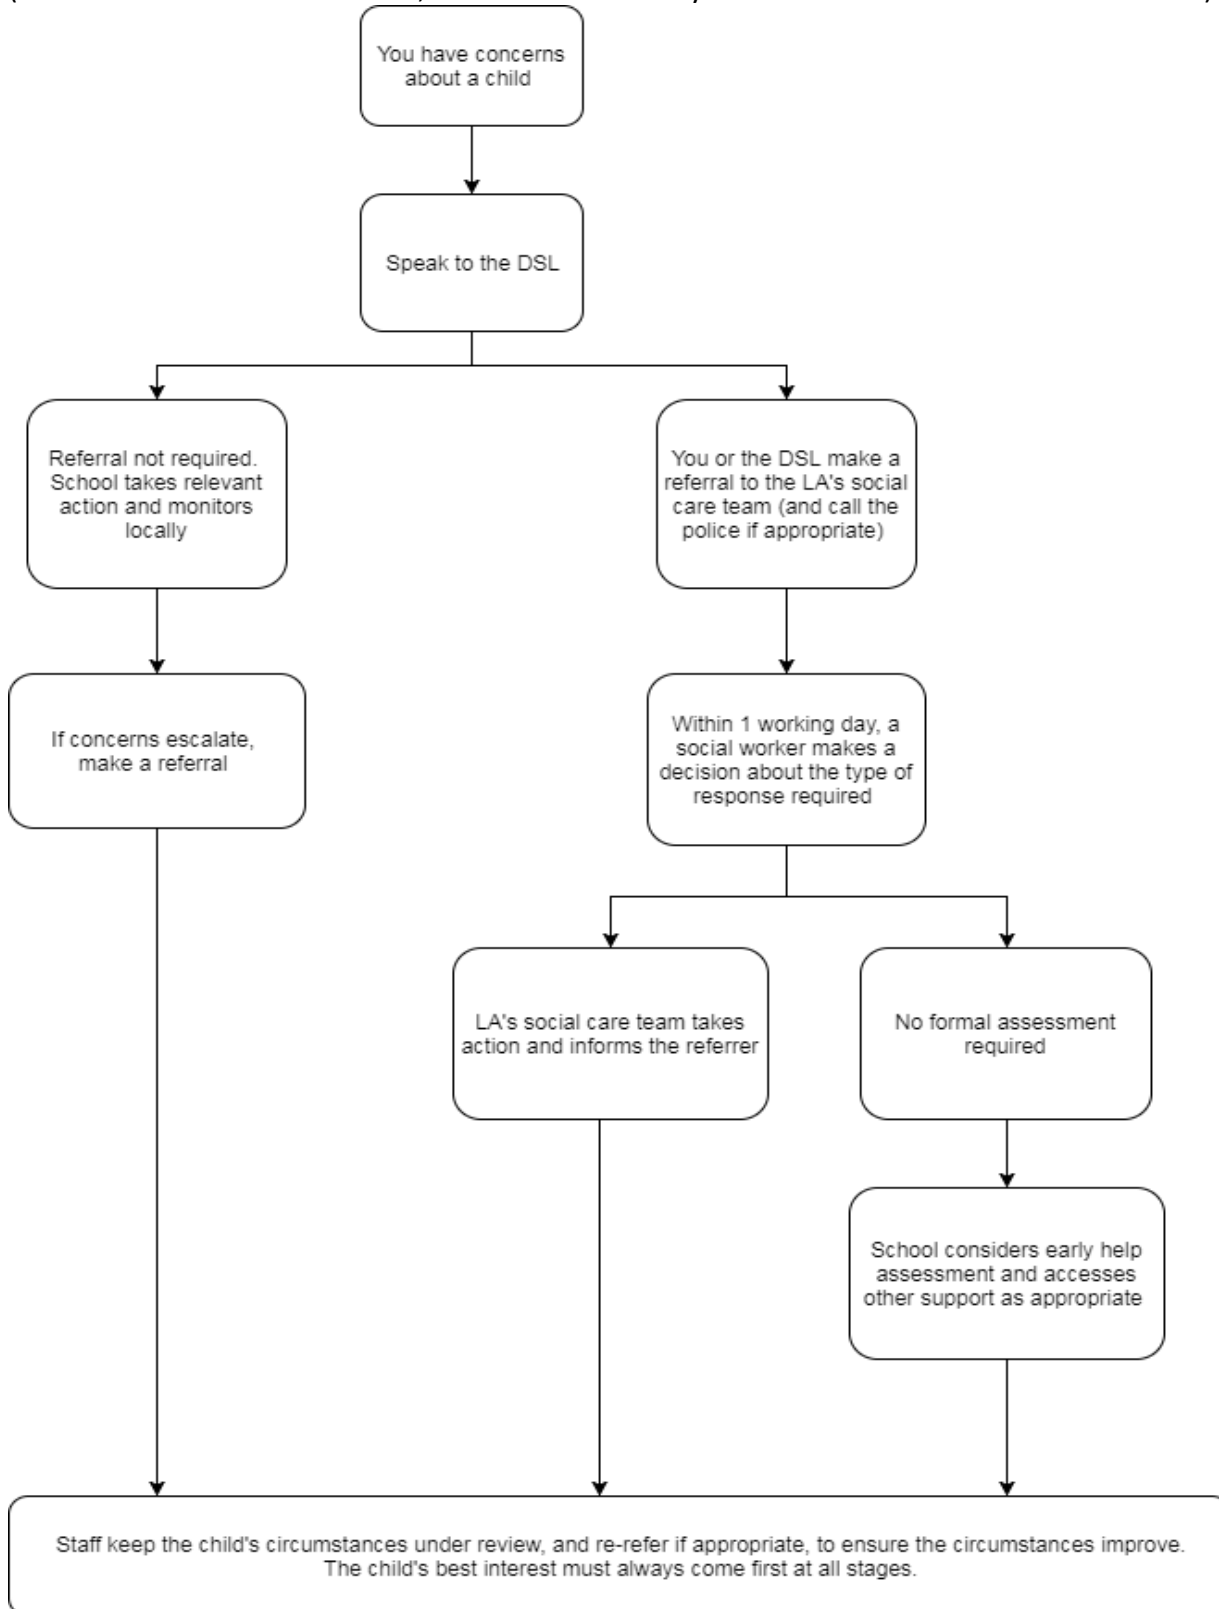 You have concerns
about a child
Speak to the DSL
Referral not required.
School takes relevant
action and monitors
locally
You or the DSL make a
referral to the LA's social
care team (and call the
police if appropriate)
If concerns escalate,
make a referral
Within 1 working day, a
social worker makes a
decision about the type of
response required
LA's social care team takes
action and informs the referrer
No formal assessment
required
School considers early help
assessment and accesses
other support as appropriate
Staff keep the child's circumstances under review, and re-refer if appropriate, to ensure the circumstances improve.
The child's best interest must always come first at all stages.